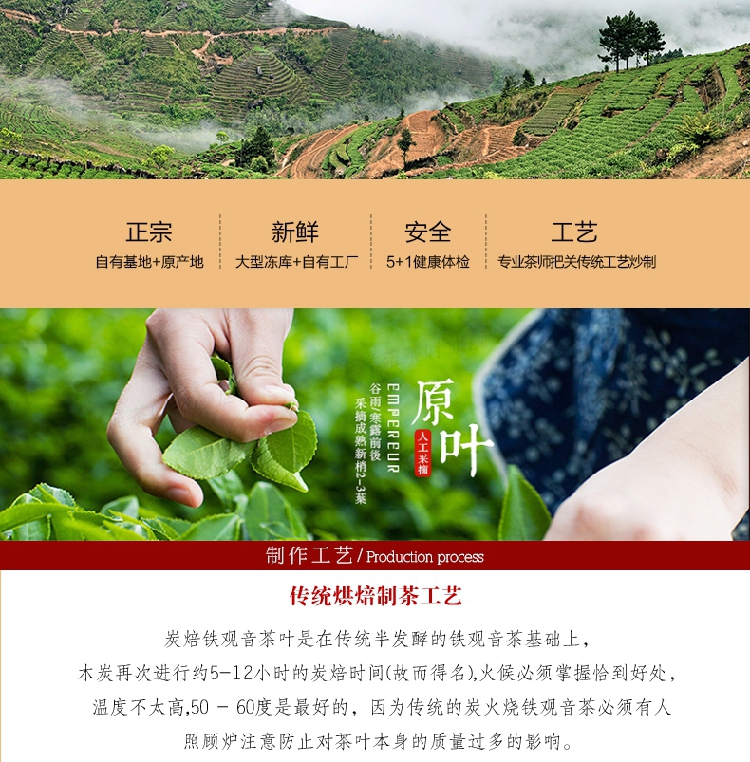 正宗
自有基地+原产地
新鲜
大型冻库+自有工厂
安全
5+1健康体检
工艺
专业茶师把关传统工艺炒制
原叶
人工采摘
EMPEREUR
谷雨/寒露前後
采摘成熟新梢2-3葉
制作工艺/Production process
传统烘焙制茶工艺
炭焙铁观音茶叶是在传统半发酵的铁观音茶基础上，
木炭再次进行约5-12小时的炭焙时间(故而得名),火候必须掌握恰到好处，
温度不太高,50 - 60度是最好的，因为传统的炭火烧铁观音茶必须有人
照顾炉注意防止对茶叶本身的质量过多的影响。